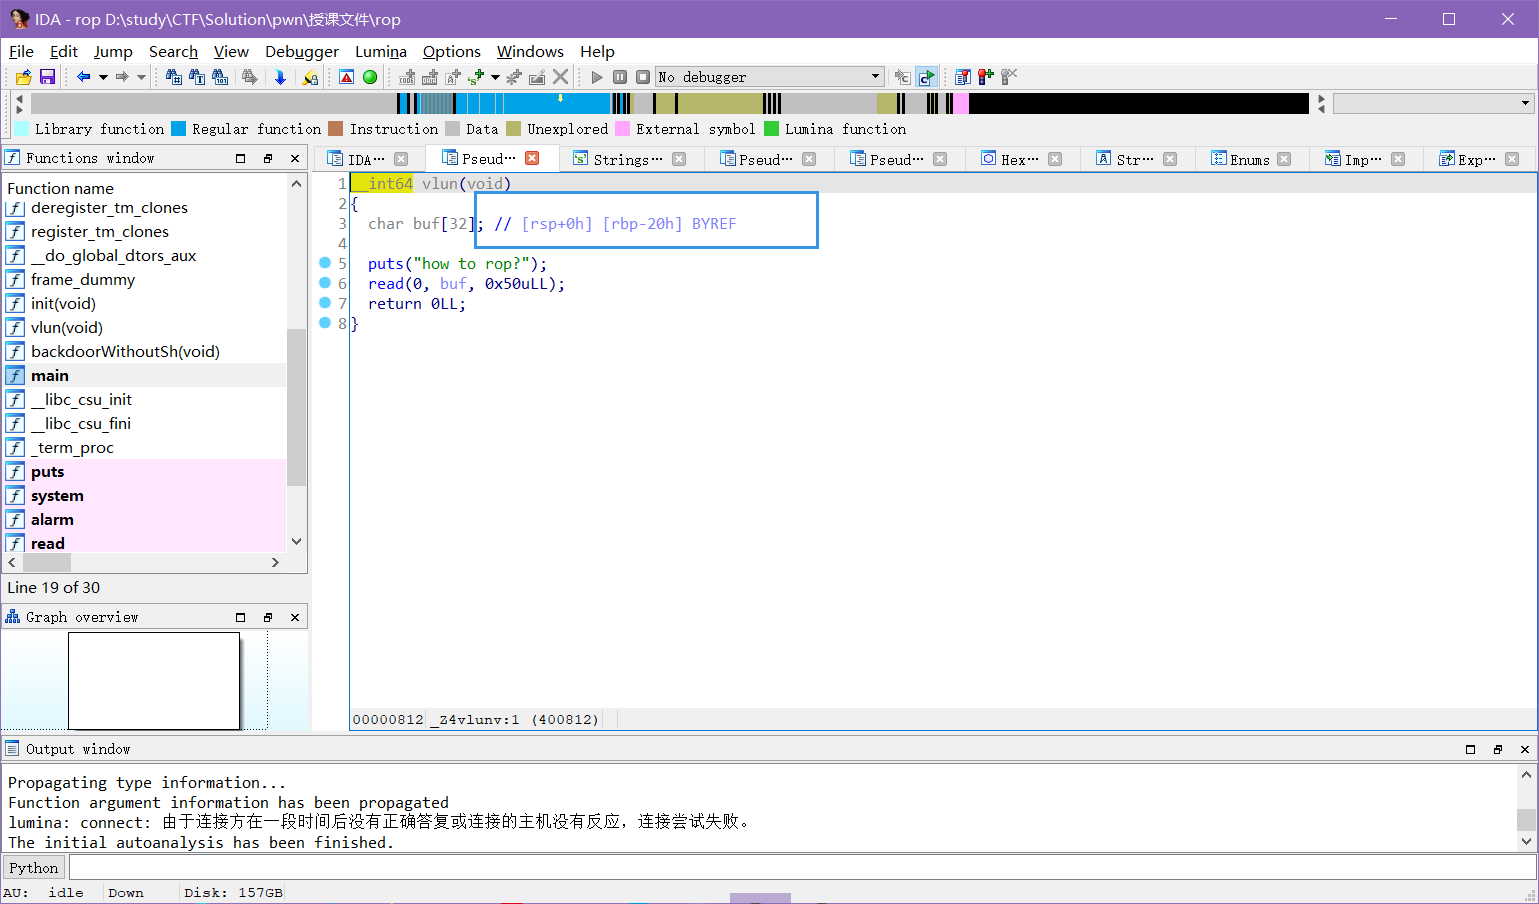 IDA - rop D:\study\CTF\Solution\pwn\授课文件\rop
File Edit Jump Search View Debugger Lumina Options Windows Help
No debugger
Library function Regular function Instruction Data Unexplored External symbol Lumina function
Functions window
IDA… Pseud… Strings… Pseud… Pseud… Hex… Str… Enums Imp… Exp…
Function name
deregister_tm_clones
register_tm_clones
__do_global_dtors_aux
frame_dummy
init(void)
vlun(void)
backdoorWithoutSh(void)
main
__libc_csu_init
__libc_csu_fini
_term_proc
puts
system
alarm
read
Line 19 of 30
Graph overview
1 __int64 vlun(void)
2 {
3 char buf[32]; // [rsp+0h] [rbp-20h] BYREF
4
5 puts("how to rop?");
6 read(0, buf, 0x50uLL);
7 return 0LL;
8 }
00000812 _Z4vlunv:1 (400812)
Output window
Propagating type information...
Function argument information has been propagated
lumina: connect: 由于连接方在一段时间后没有正确答复或连接的主机没有反应，连接尝试失败。
The initial autoanalysis has been finished.
Python
AU: idle Down Disk: 157GB